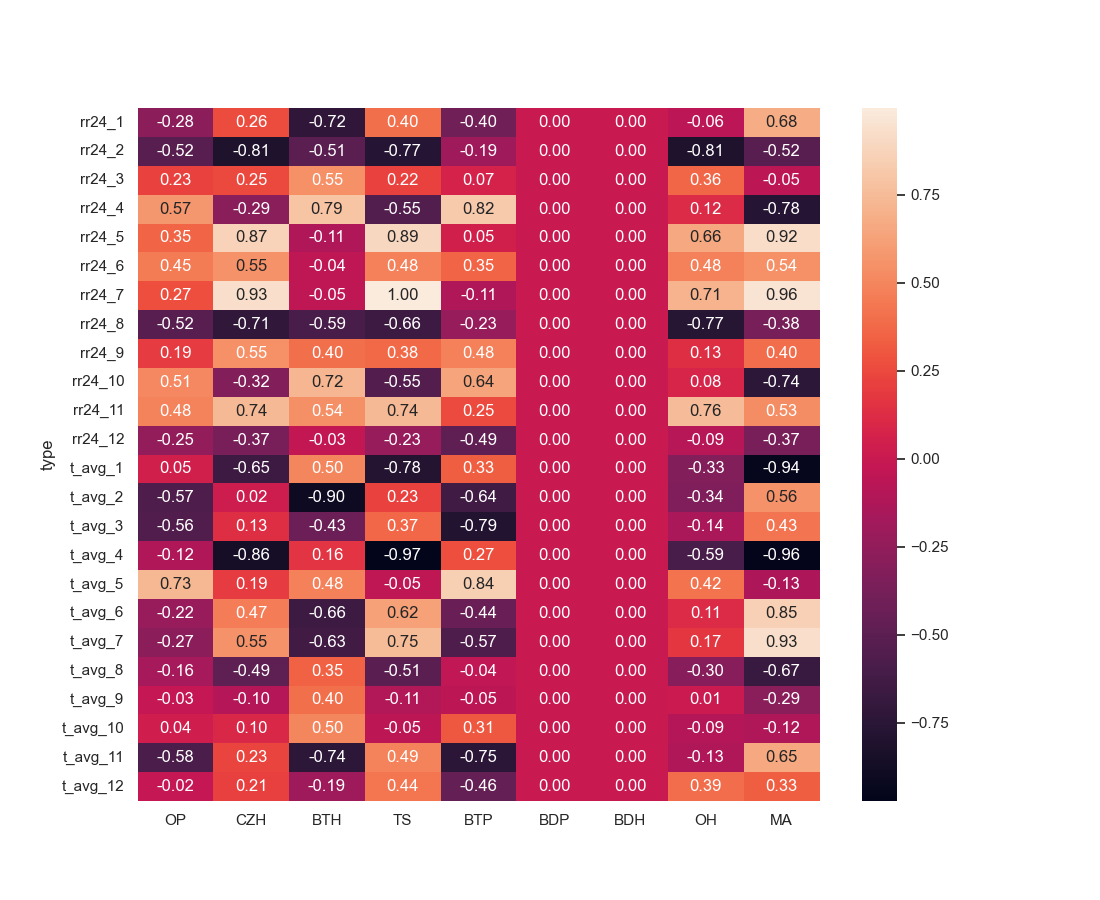 rr24_1 -0.28 0.26 -0.72 0.40 -0.40 0.00 0.00 -0.06 0.68
rr24_2 -0.52 -0.81 -0.51 -0.77 -0.19 0.00 0.00 -0.81 -0.52
rr24_3 0.23 0.25 0.55 0.22 0.07 0.00 0.00 0.36 -0.05
rr24_4 0.57 -0.29 0.79 -0.55 0.82 0.00 0.00 0.12 -0.78
rr24_5 0.35 0.87 -0.11 0.89 0.05 0.00 0.00 0.66 0.92
rr24_6 0.45 0.55 -0.04 0.48 0.35 0.00 0.00 0.48 0.54
rr24_7 0.27 0.93 -0.05 1.00 -0.11 0.00 0.00 0.71 0.96
rr24_8 -0.52 -0.71 -0.59 -0.66 -0.23 0.00 0.00 -0.77 -0.38
rr24_9 0.19 0.55 0.40 0.38 0.48 0.00 0.00 0.13 0.40
rr24_10 0.51 -0.32 0.72 -0.55 0.64 0.00 0.00 0.08 -0.74
rr24_11 0.48 0.74 0.54 0.74 0.25 0.00 0.00 0.76 0.53
rr24_12 -0.25 -0.37 -0.03 -0.23 -0.49 0.00 0.00 -0.09 -0.37
t_avg_1 0.05 -0.65 0.50 -0.78 0.33 0.00 0.00 -0.33 -0.94
t_avg_2 -0.57 0.02 -0.90 0.23 -0.64 0.00 0.00 -0.34 0.56
t_avg_3 -0.56 0.13 -0.43 0.37 -0.79 0.00 0.00 -0.14 0.43
t_avg_4 -0.12 -0.86 0.16 -0.97 0.27 0.00 0.00 -0.59 -0.96
t_avg_5 0.73 0.19 0.48 -0.05 0.84 0.00 0.00 0.42 -0.13
t_avg_6 -0.22 0.47 -0.66 0.62 -0.44 0.00 0.00 0.11 0.85
t_avg_7 -0.27 0.55 -0.63 0.75 -0.57 0.00 0.00 0.17 0.93
t_avg_8 -0.16 -0.49 0.35 -0.51 -0.04 0.00 0.00 -0.30 -0.67
t_avg_9 -0.03 -0.10 0.40 -0.11 -0.05 0.00 0.00 0.01 -0.29
t_avg_10 0.04 0.10 0.50 -0.05 0.31 0.00 0.00 -0.09 -0.12
t_avg_11 -0.58 0.23 -0.74 0.49 -0.75 0.00 0.00 -0.13 0.65
t_avg_12 -0.02 0.21 -0.19 0.44 -0.46 0.00 0.00 0.39 0.33
OP CZH BTH TS BTP BDP BDH OH MA
type
0.75
0.50
0.25
0.00
−0.25
−0.50
−0.75